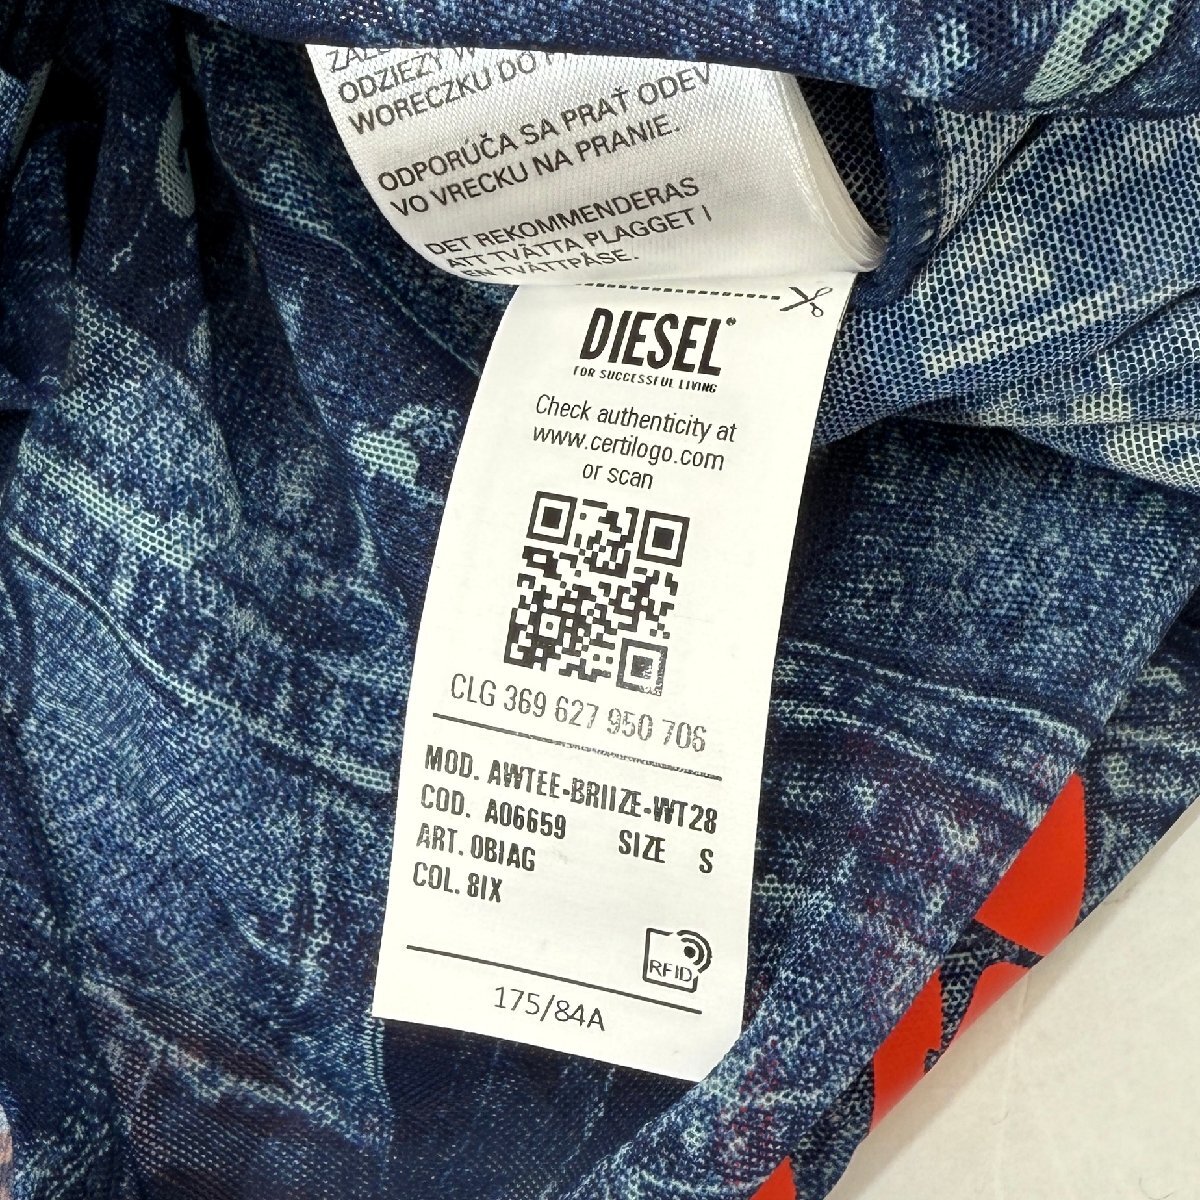 ODZIEŻY W
WORECZKU DO
ODPORÚČA SA PRAŤ ODEV
VO VRECKU NA PRANIE.
DET REKOMMENDERAS
ATT TVÄTTA PLAGGET I
EN TVÄTTPÅSE.
DIESEL®
FOR SUCCESSFUL LIVING
Check authenticity at
www.certilogo.com
or scan
CLG 369 627 950 706
MOD. AWTEE-BRIIZE-WT28
COD. A06659 SIZE S
ART. 0BIAG
COL. 8IX
RFID
175/84A